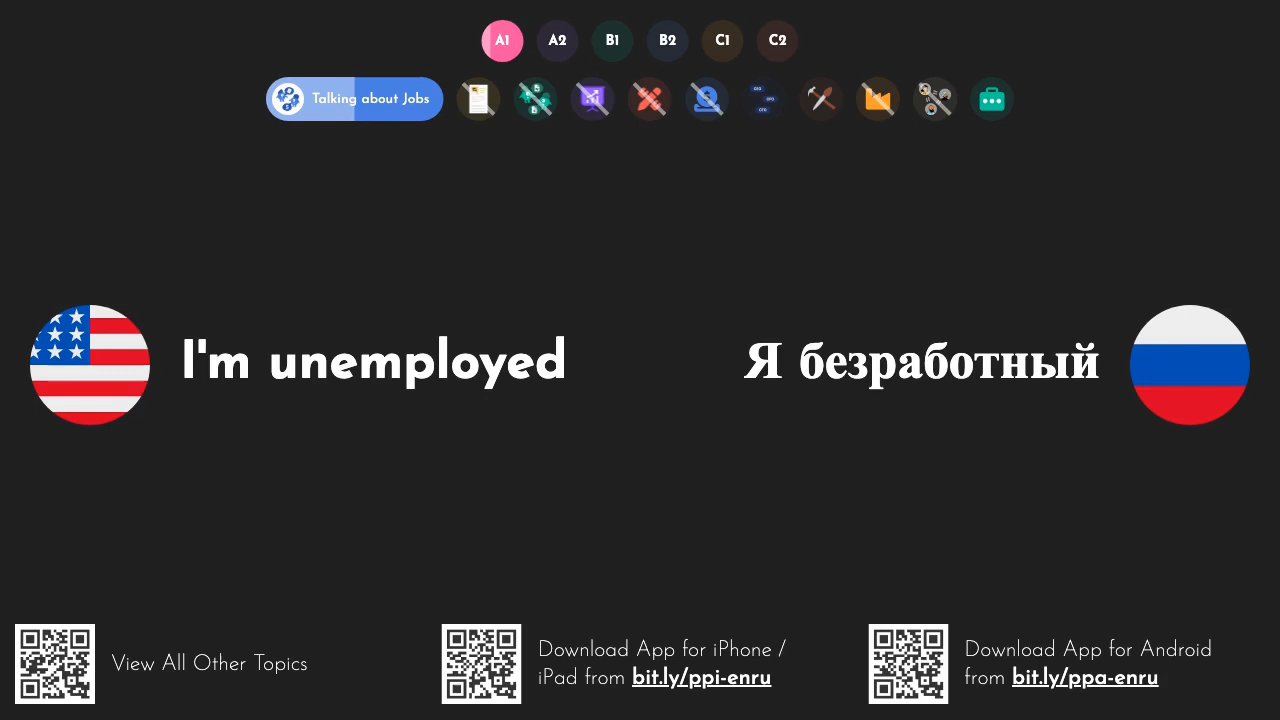 A1 A2 B1 B2 C1 C2
Talking about Jobs
I'm unemployed
Я безработный
View All Other Topics
Download App for iPhone /
iPad from bit.ly/ppi-enru
Download App for Android
from bit.ly/ppa-enru